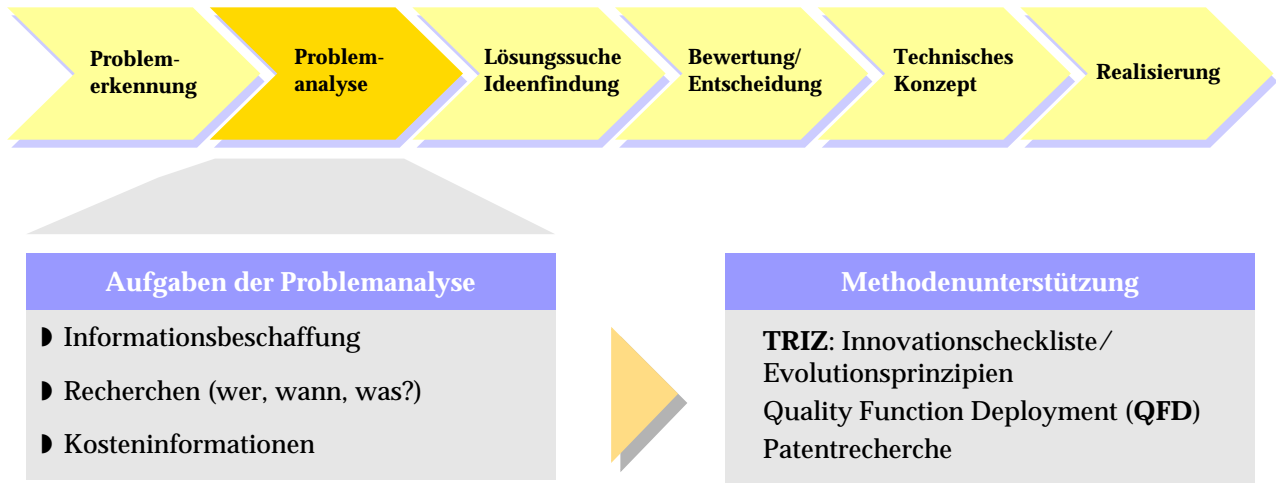 Problem-
erkennung
Problem-
analyse
Lösungssuche
Ideenfindung
Bewertung/
Entscheidung
Technisches
Konzept
Realisierung
Aufgaben der Problemanalyse
◗ Informationsbeschaffung
◗ Recherchen (wer, wann, was?)
◗ Kosteninformationen
Methodenunterstützung
TRIZ: Innovationscheckliste/
Evolutionsprinzipien
Quality Function Deployment (QFD)
Patentrecherche